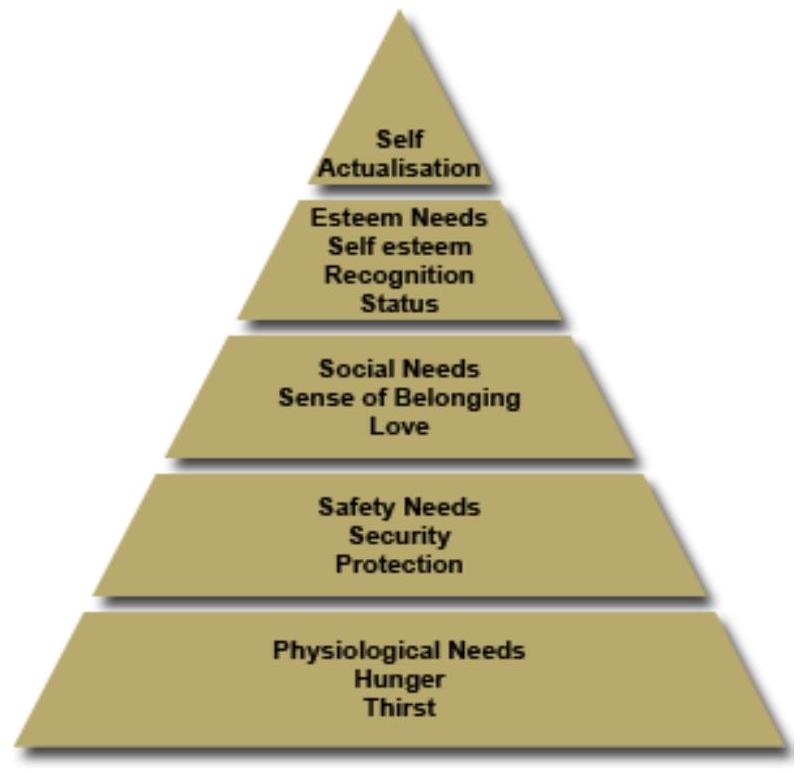 Self
Actualisation
Esteem Needs
Self esteem
Recognition
Status
Social Needs
Sense of Belonging
Love
Safety Needs
Security
Protection
Physiological Needs
Hunger
Thirst